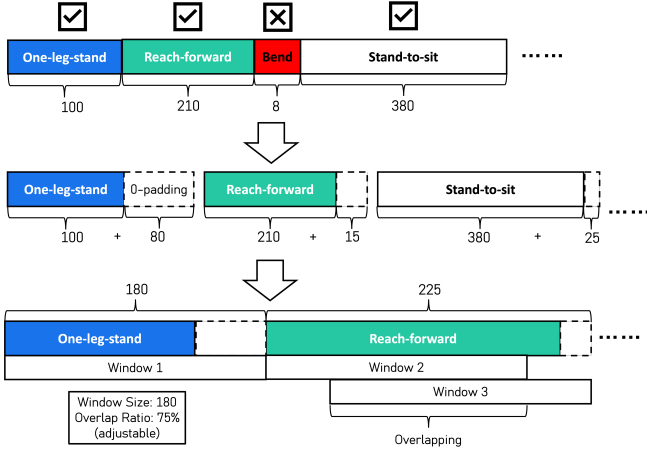 One-leg-stand Reach-forward Bend Stand-to-sit ......
100 210 8 380
One-leg-stand 0-padding Reach-forward Stand-to-sit ......
100 + 80 210 + 15 380 + 25
180 225
One-leg-stand Reach-forward ......
Window 1 Window 2
Window 3
Window Size: 180
Overlap Ratio: 75%
(adjustable)
Overlapping